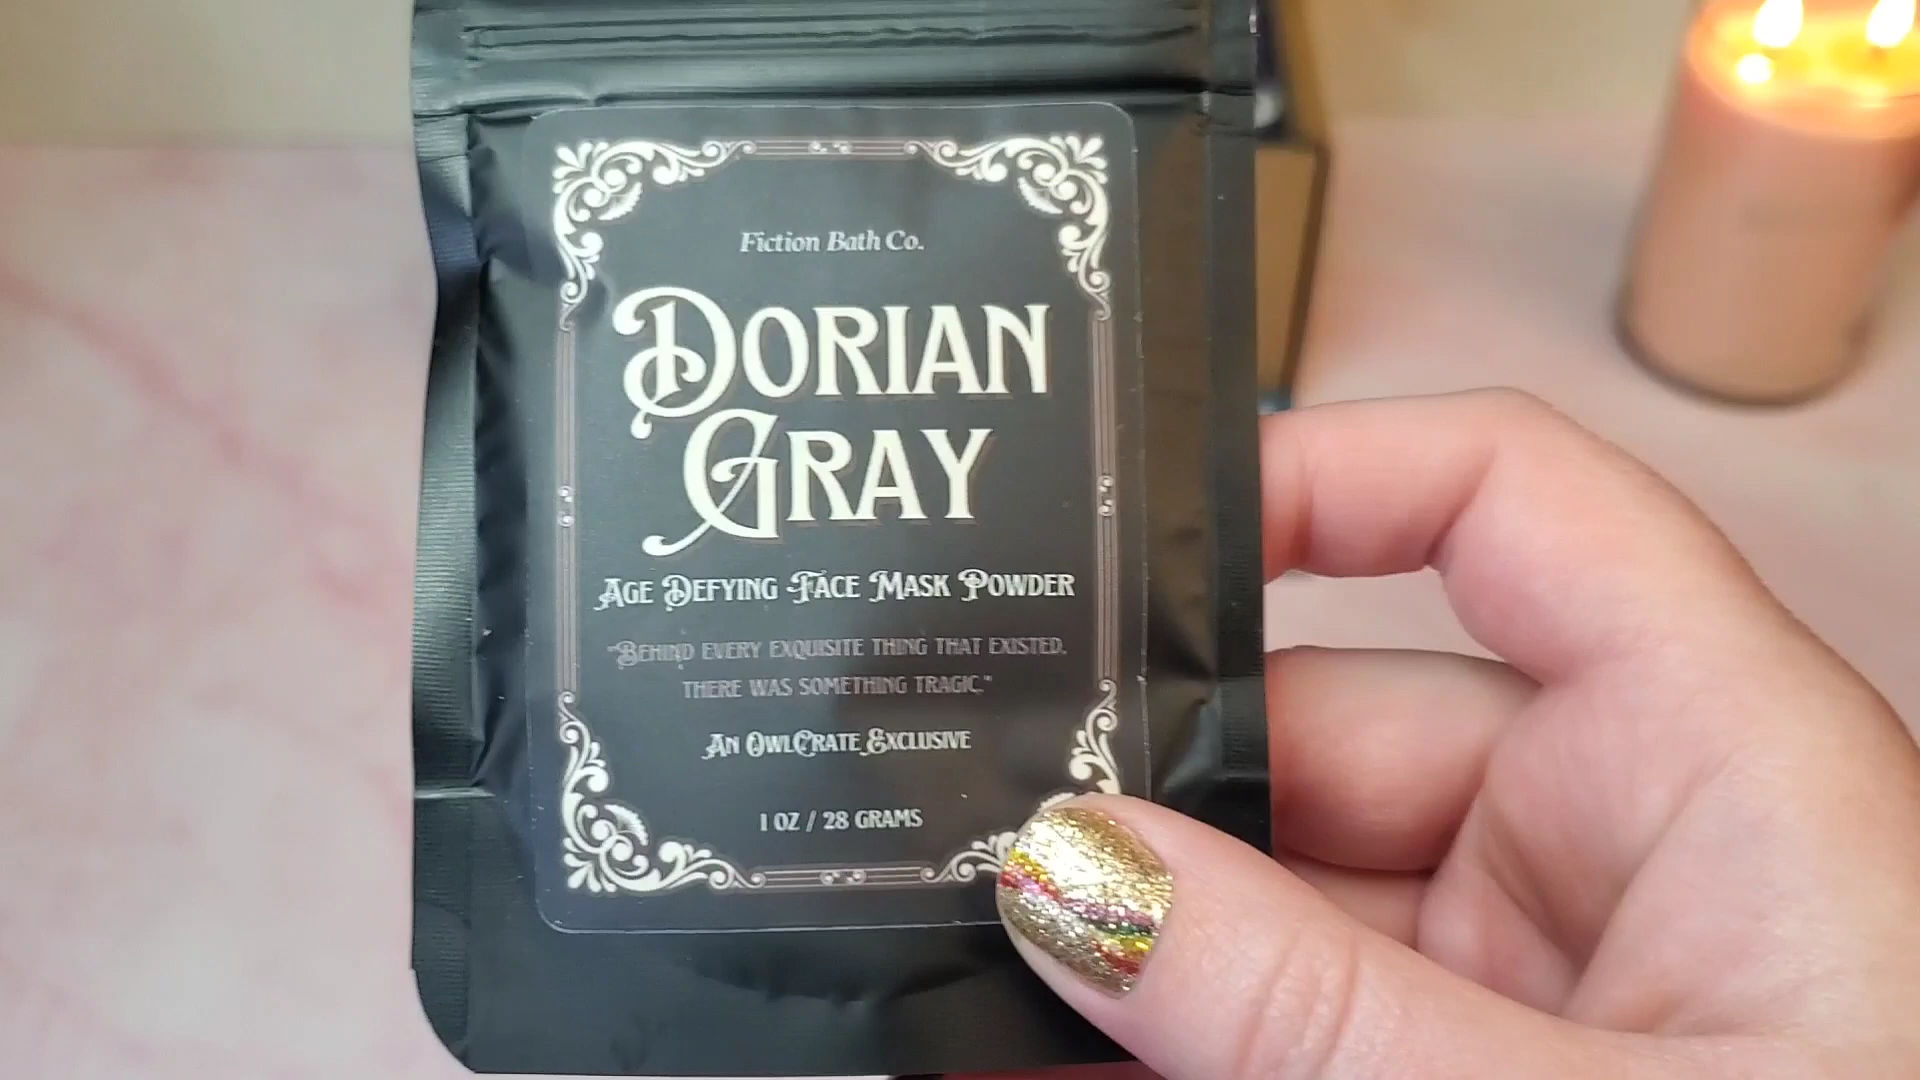 Fiction Bath Co.
DORIAN
GRAY
AGE DEFYING FACE MASK POWDER
"BEHIND EVERY EXQUISITE THING THAT EXISTED,
THERE WAS SOMETHING TRAGIC."
AN OWLCRATE EXCLUSIVE
1 OZ / 28 GRAMS